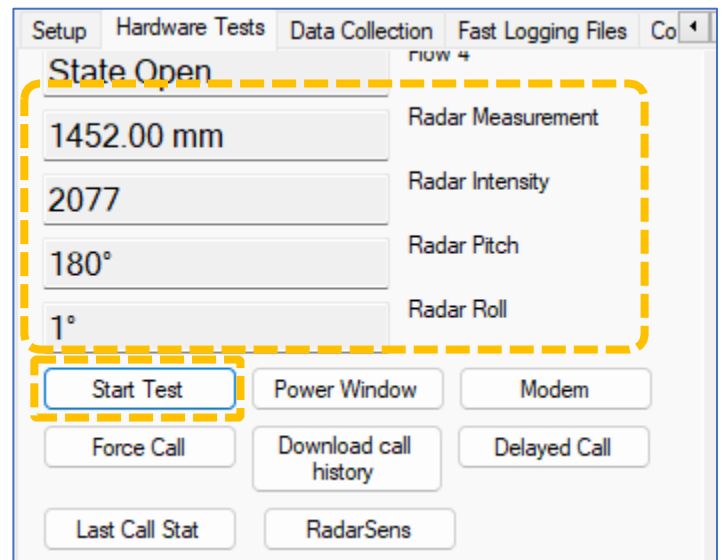 Setup Hardware Tests Data Collection Fast Logging Files Co
State Open Flow 4
1452.00 mm Radar Measurement
2077 Radar Intensity
180° Radar Pitch
1° Radar Roll
Start Test Power Window Modem
Force Call Download call history Delayed Call
Last Call Stat RadarSens